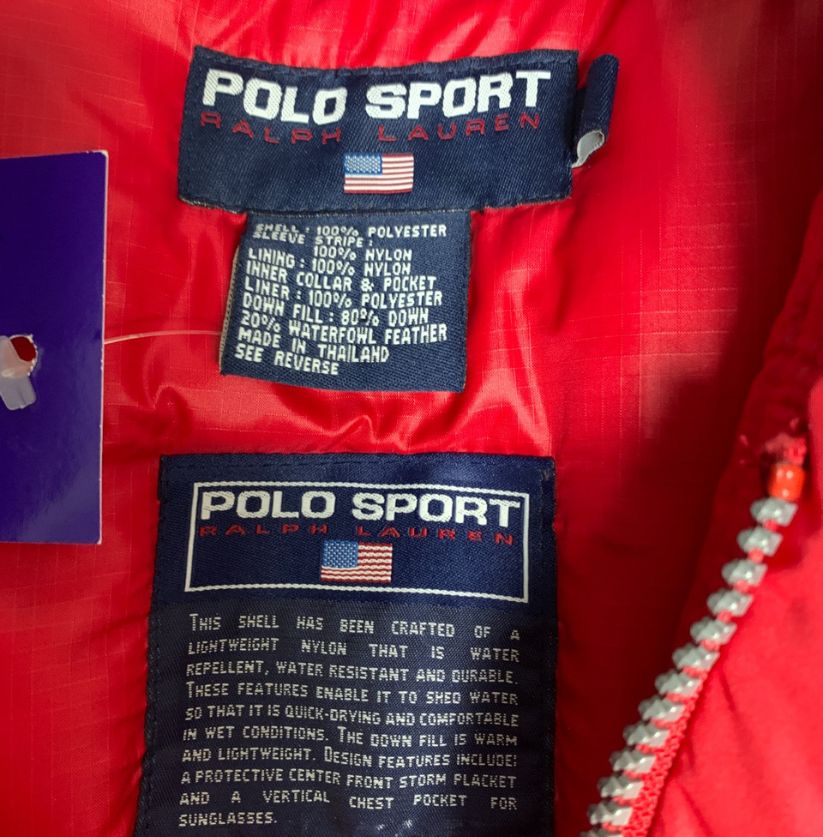 POLO SPORT
RALPH LAUREN
SHELL : 100% POLYESTER
SLEEVE STRIPE :
100% NYLON
LINING : 100% NYLON
INNER COLLAR & POCKET
LINER : 100% POLYESTER
DOWN FILL : 80% DOWN
20% WATERFOWL FEATHER
MADE IN THAILAND
SEE REVERSE
POLO SPORT
RALPH LAUREN
THIS SHELL HAS BEEN CRAFTED OF A
LIGHTWEIGHT NYLON THAT IS WATER
REPELLENT, WATER RESISTANT AND DURABLE.
THESE FEATURES ENABLE IT TO SHED WATER
SO THAT IT IS QUICK-DRYING AND COMFORTABLE
IN WET CONDITIONS. THE DOWN FILL IS WARM
AND LIGHTWEIGHT. DESIGN FEATURES INCLUDE:
A PROTECTIVE CENTER FRONT STORM PLACKET
AND A VERTICAL CHEST POCKET FOR
SUNGLASSES.